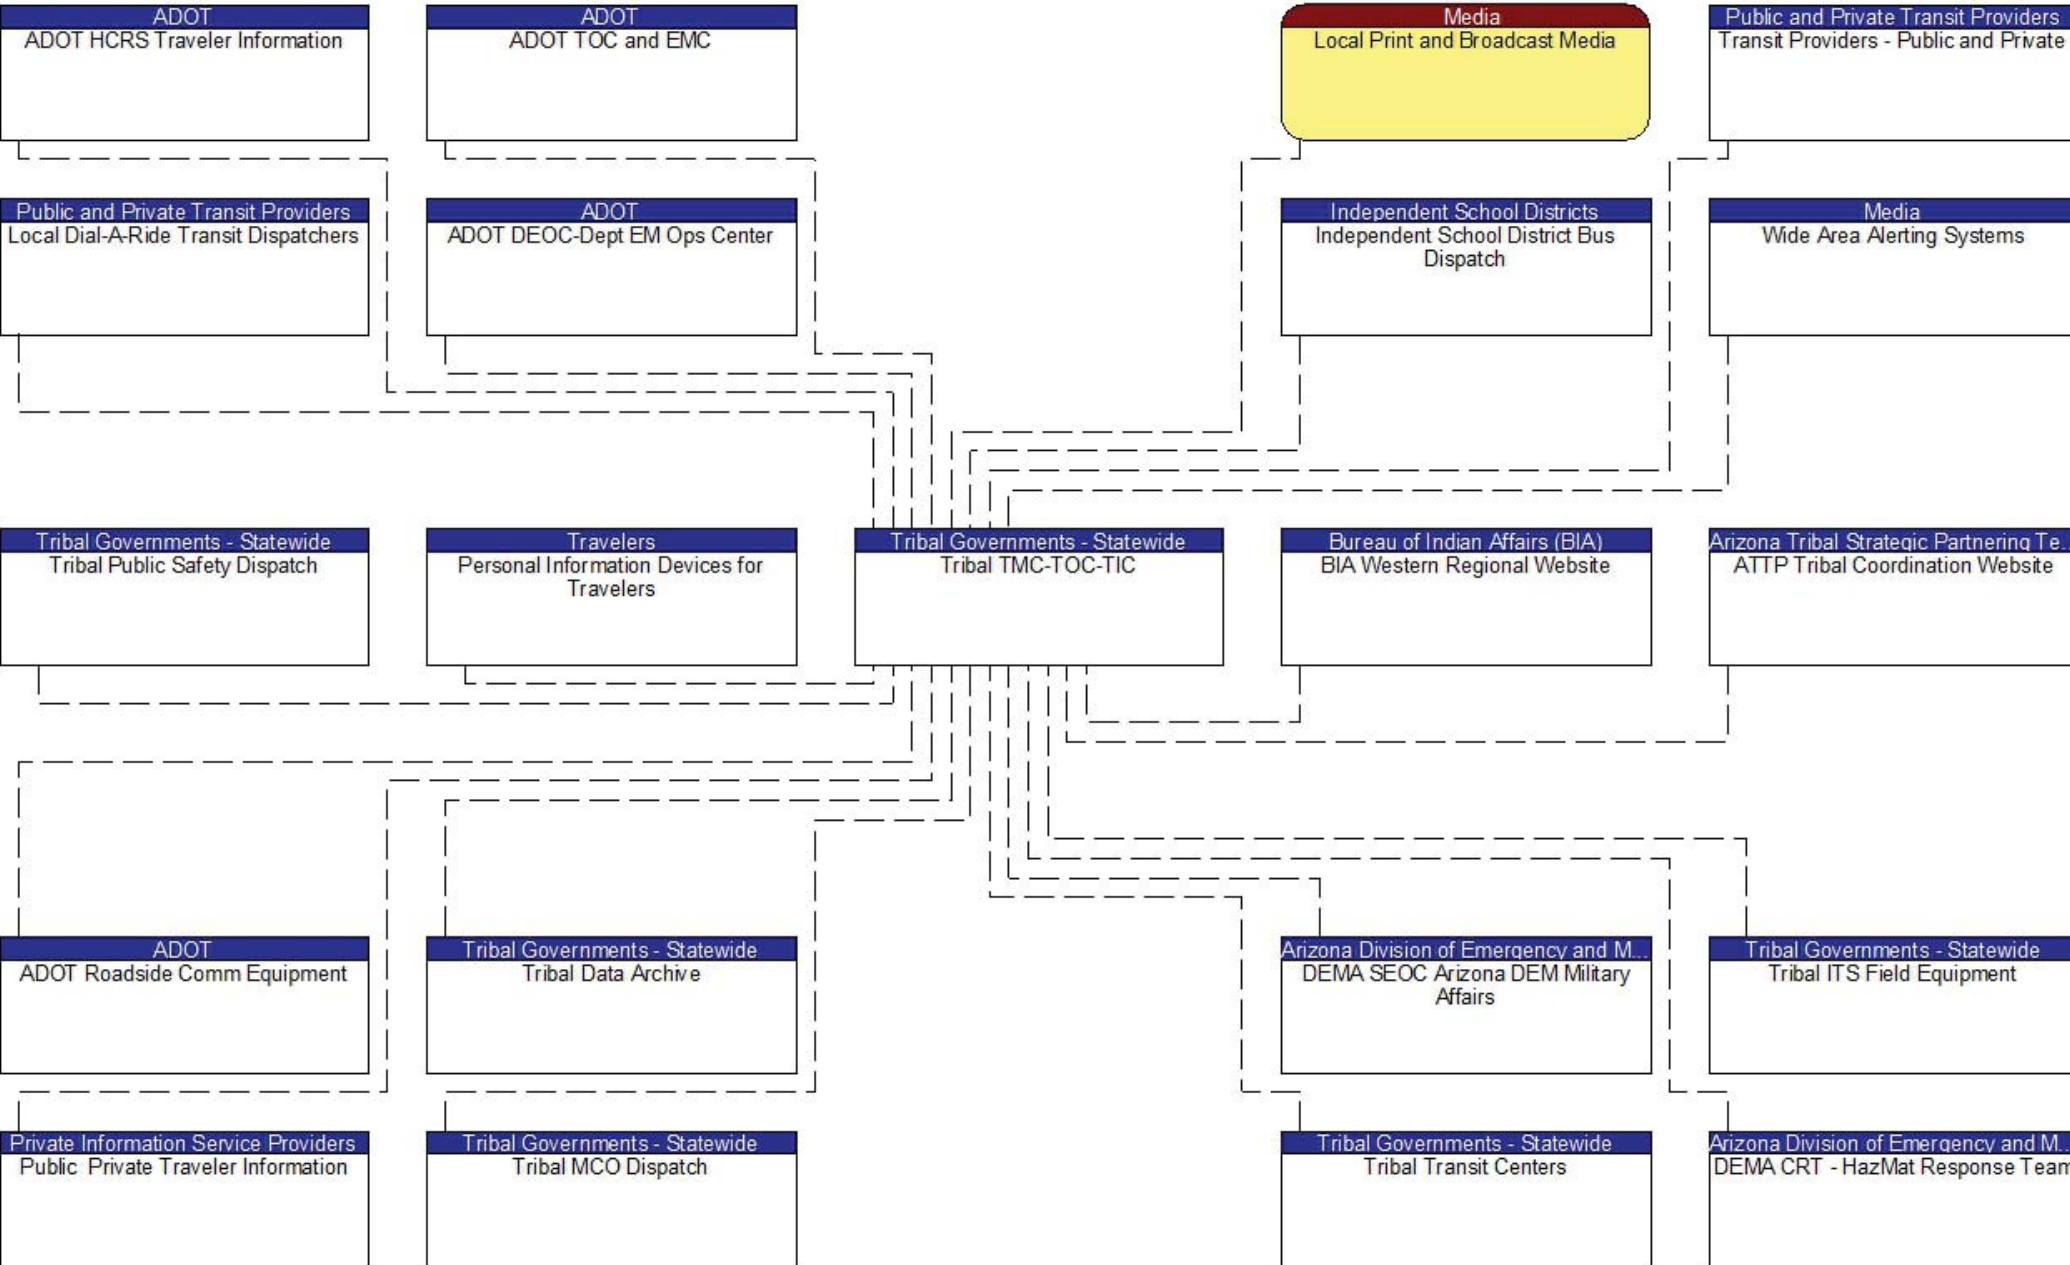 ADOT
ADOT HCRS Traveler Information
ADOT
ADOT TOC and EMC
Media
Local Print and Broadcast Media
Public and Private Transit Providers
Transit Providers - Public and Private
Public and Private Transit Providers
Local Dial-A-Ride Transit Dispatchers
ADOT
ADOT DEOC-Dept EM Ops Center
Independent School Districts
Independent School District Bus
Dispatch
Media
Wide Area Alerting Systems
Tribal Governments - Statewide
Tribal Public Safety Dispatch
Travelers
Personal Information Devices for
Travelers
Tribal Governments - Statewide
Tribal TMC-TOC-TIC
Bureau of Indian Affairs (BIA)
BIA Western Regional Website
Arizona Tribal Strategic Partnering Te..
ATTP Tribal Coordination Website
ADOT
ADOT Roadside Comm Equipment
Tribal Governments - Statewide
Tribal Data Archive
Arizona Division of Emergency and M...
DEMA SEOC Arizona DEM Military
Affairs
Tribal Governments - Statewide
Tribal ITS Field Equipment
Private Information Service Providers
Public  Private Traveler Information
Tribal Governments - Statewide
Tribal MCO Dispatch
Tribal Governments - Statewide
Tribal Transit Centers
Arizona Division of Emergency and M..
DEMA CRT - HazMat Response Team